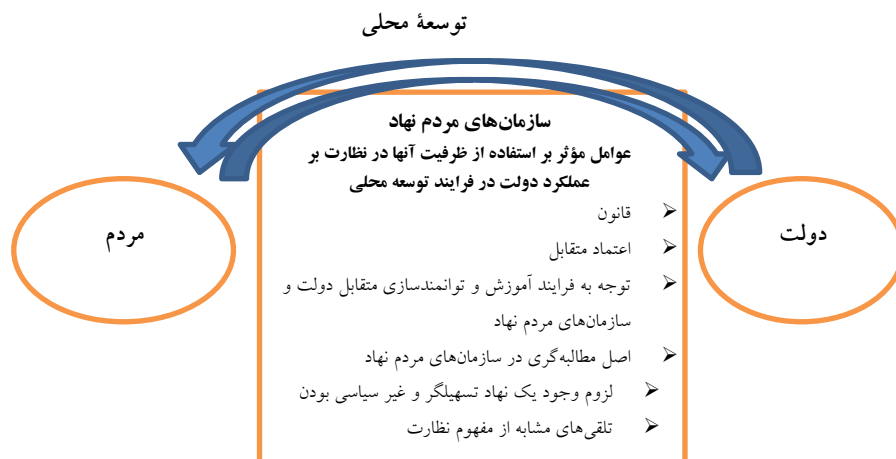 توسعۀ محلی
سازمان‌های مردم نهاد
عوامل مؤثر بر استفاده از ظرفیت آنها در نظارت بر
عملکرد دولت در فرایند توسعه محلی
دولت
مردم
قانون
اعتماد متقابل
توجه به فرایند آموزش و توانمندسازی متقابل دولت و
سازمان‌های مردم نهاد
اصل مطالبه‌گری در سازمان‌های مردم نهاد
لزوم وجود یک نهاد تسهیلگر و غیر سیاسی بودن
تلقی‌های مشابه از مفهوم نظارت